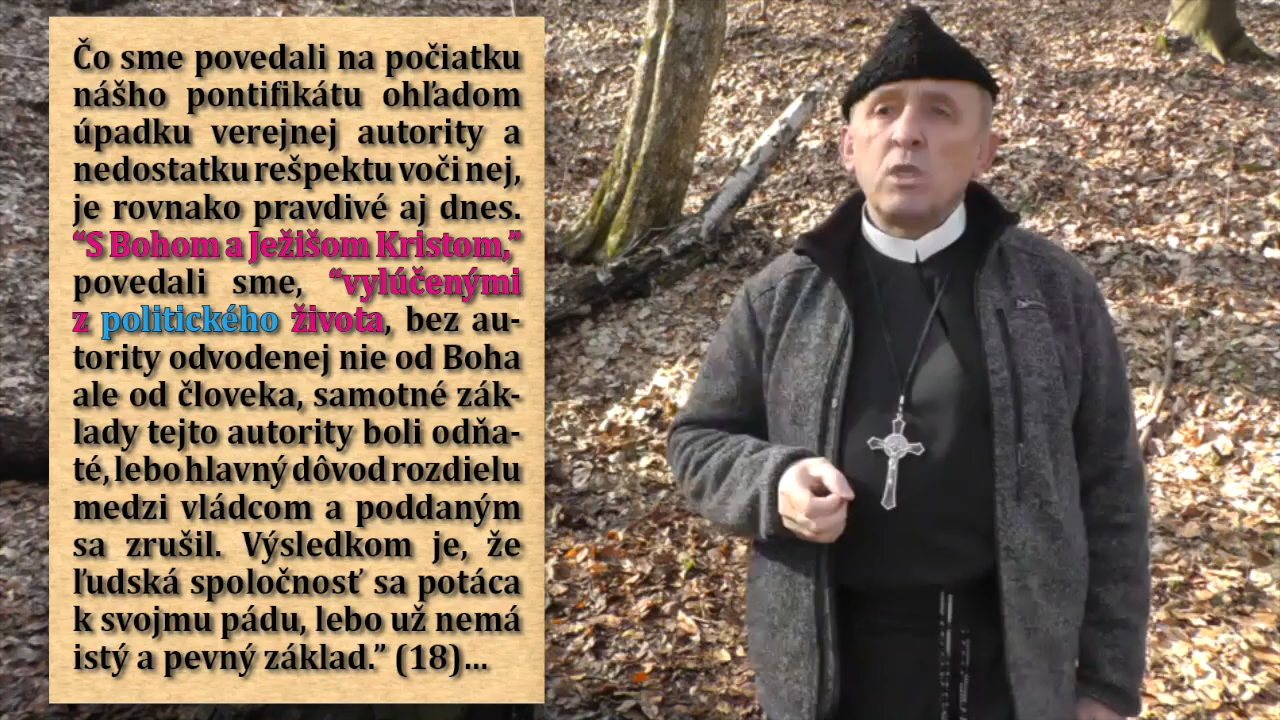 Čo sme povedali na počiatku
nášho pontifikátu ohľadom
úpadku verejnej autority a
nedostatku rešpektu voči nej,
je rovnako pravdivé aj dnes.
“S Bohom a Ježišom Kristom,”
povedali sme, “vylúčenými
z politického života, bez au-
tority odvodenej nie od Boha
ale od človeka, samotné zák-
lady tejto autority boli odňa-
té, lebo hlavný dôvod rozdielu
medzi vládcom a poddaným
sa zrušil. Výsledkom je, že
ľudská spoločnosť sa potáca
k svojmu pádu, lebo už nemá
istý a pevný základ.” (18)...